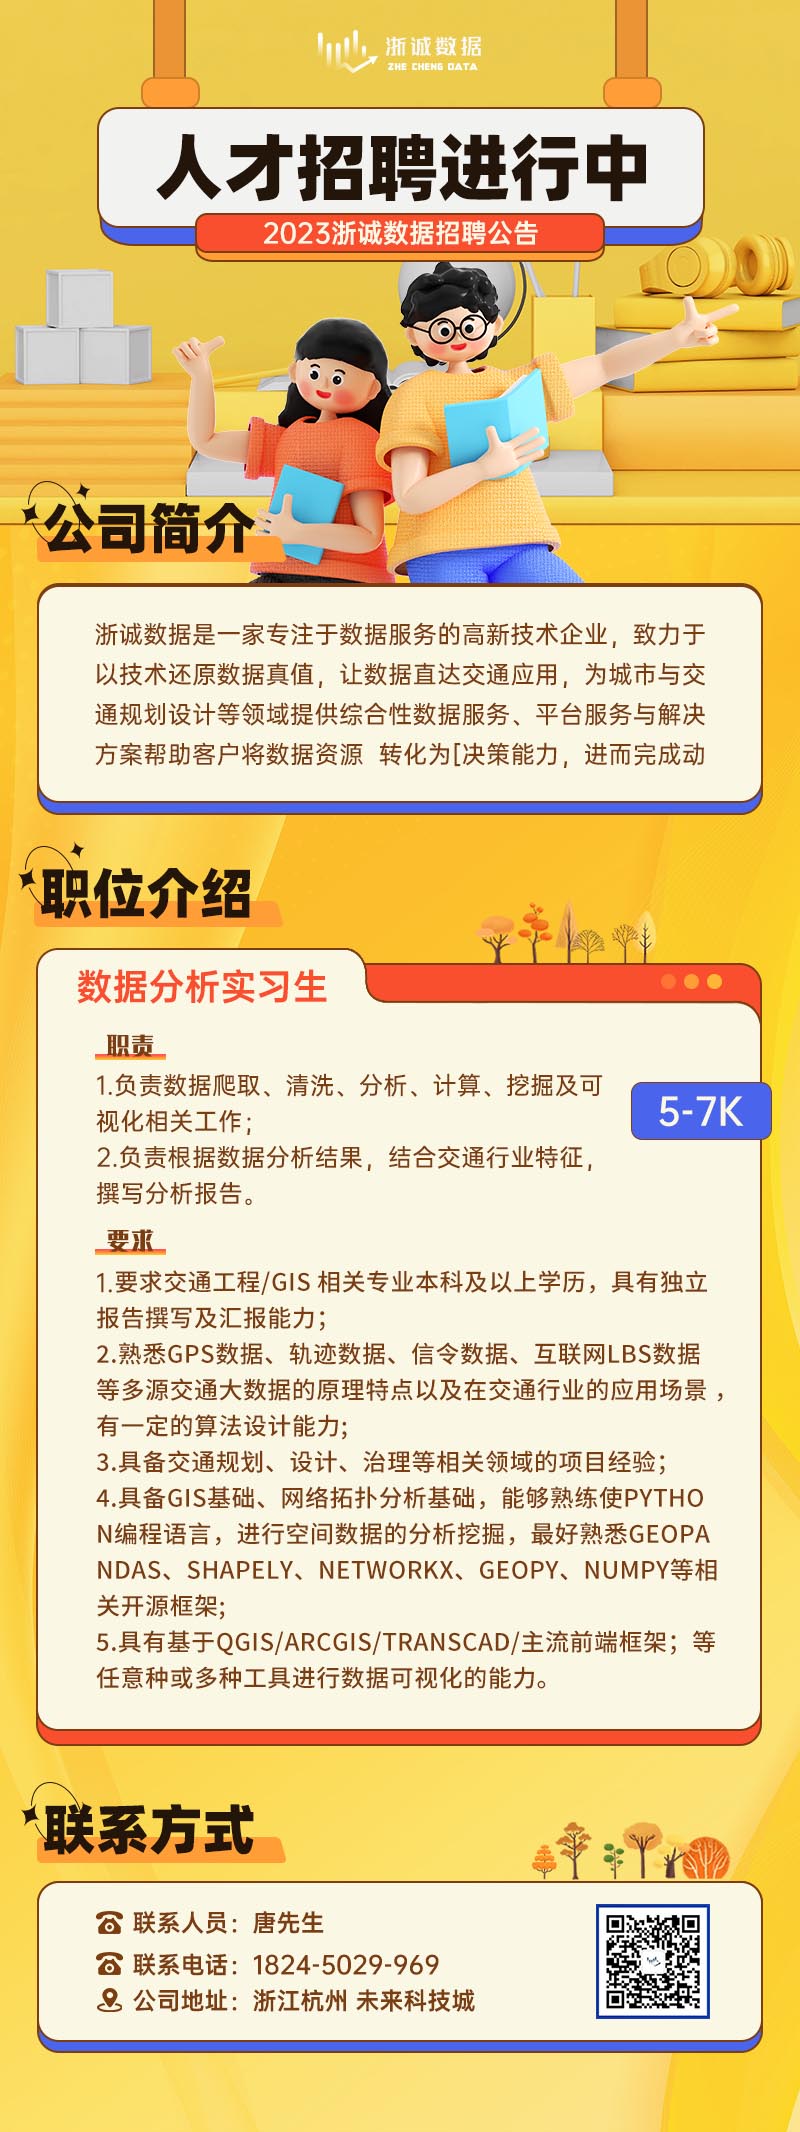 浙诚数据
ZHE CHENG DATA
人才招聘进行中
2023浙诚数据招聘公告
公司简介
浙诚数据是一家专注于数据服务的高新技术企业，致力于
以技术还原数据真值，让数据直达交通应用，为城市与交
通规划设计等领域提供综合性数据服务、平台服务与解决
方案帮助客户将数据资源 转化为[决策能力，进而完成动
职位介绍
数据分析实习生
职责
1.负责数据爬取、清洗、分析、计算、挖掘及可
视化相关工作；
5-7K
2.负责根据数据分析结果，结合交通行业特征，
撰写分析报告。
要求
1.要求交通工程/GIS 相关专业本科及以上学历，具有独立
报告撰写及汇报能力；
2.熟悉GPS数据、轨迹数据、信令数据、互联网LBS数据
等多源交通大数据的原理特点以及在交通行业的应用场景 ，
有一定的算法设计能力;
3.具备交通规划、设计、治理等相关领域的项目经验；
4.具备GIS基础、网络拓扑分析基础，能够熟练使PYTHO
N编程语言，进行空间数据的分析挖掘，最好熟悉GEOPA
NDAS、SHAPELY、NETWORKX、GEOPY、NUMPY等相
关开源框架;
5.具有基于QGIS/ARCGIS/TRANSCAD/主流前端框架；等
任意种或多种工具进行数据可视化的能力。
联系方式
联系人员：唐先生
联系电话：1824-5029-969
公司地址：浙江杭州 未来科技城